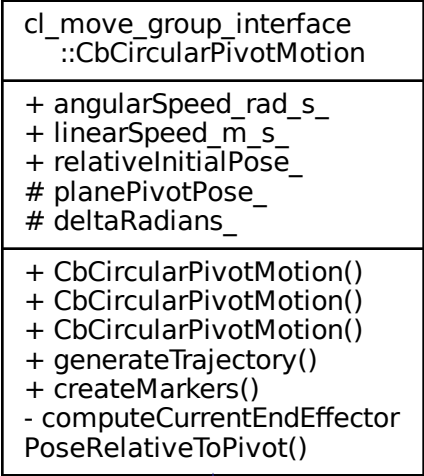 cl_move_group_interface
::CbCircularPivotMotion
+ angularSpeed_rad_s_
+ linearSpeed_m_s_
+ relativeInitialPose_
# planePivotPose_
# deltaRadians_
+ CbCircularPivotMotion()
+ CbCircularPivotMotion()
+ CbCircularPivotMotion()
+ generateTrajectory()
+ createMarkers()
- computeCurrentEndEffector
PoseRelativeToPivot()